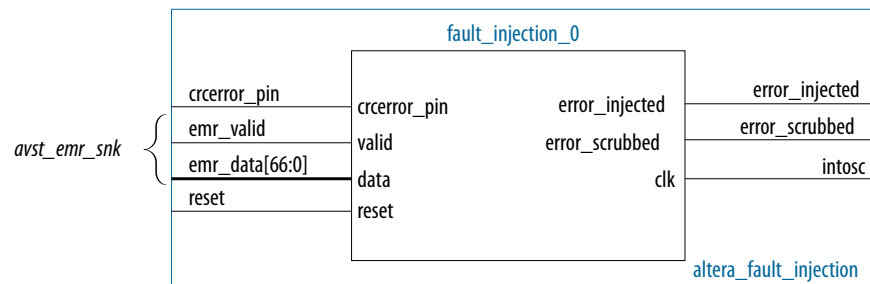 fault_injection_0
crcerror_pin
emr_valid
avst_emr_snk
emr_data[66:0]
reset
crcerror_pin
valid
data
reset
error_injected
error_scrubbed
clk
error_injected
error_scrubbed
intosc
altera_fault_injection